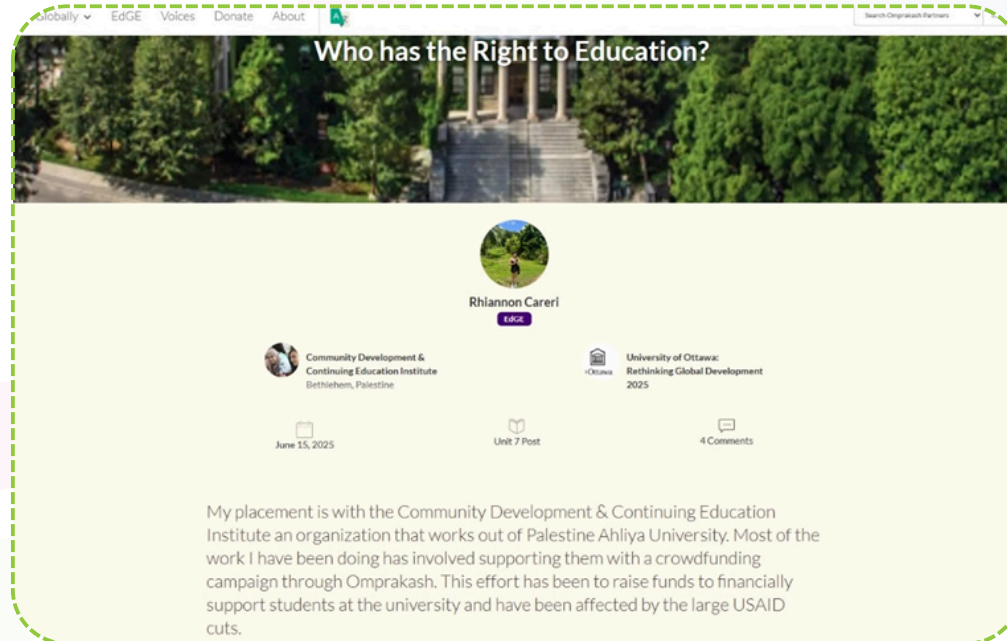 Globally EdGE Voices Donate About
Search Omprakash Partners
Who has the Right to Education?
Rhiannon Careri
EdGE
Community Development &
Continuing Education Institute
Bethlehem, Palestine
uOttawa
University of Ottawa:
Rethinking Global Development
2025
June 15, 2025
Unit 7 Post
4 Comments
My placement is with the Community Development & Continuing Education
Institute an organization that works out of Palestine Ahliya University. Most of the
work I have been doing has involved supporting them with a crowdfunding
campaign through Omprakash. This effort has been to raise funds to financially
support students at the university and have been affected by the large USAID
cuts.